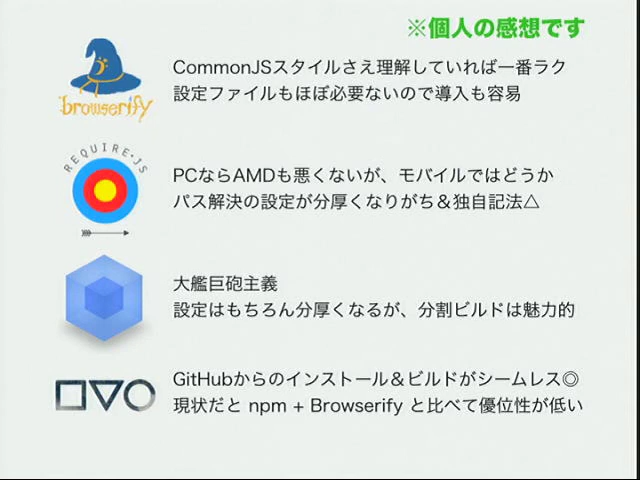 ※個人の感想です
browserify
CommonJSスタイルさえ理解していれば一番ラク
設定ファイルもほぼ必要ないので導入も容易
REQUIRE・JS
PCならAMDも悪くないが、モバイルではどうか
パス解決の設定が分厚くなりがち&独自記法△
大艦巨砲主義
設定はもちろん分厚くなるが、分割ビルドは魅力的
GitHubからのインストール&ビルドがシームレス◎
現状だと npm + Browserify と比べて優位性が低い